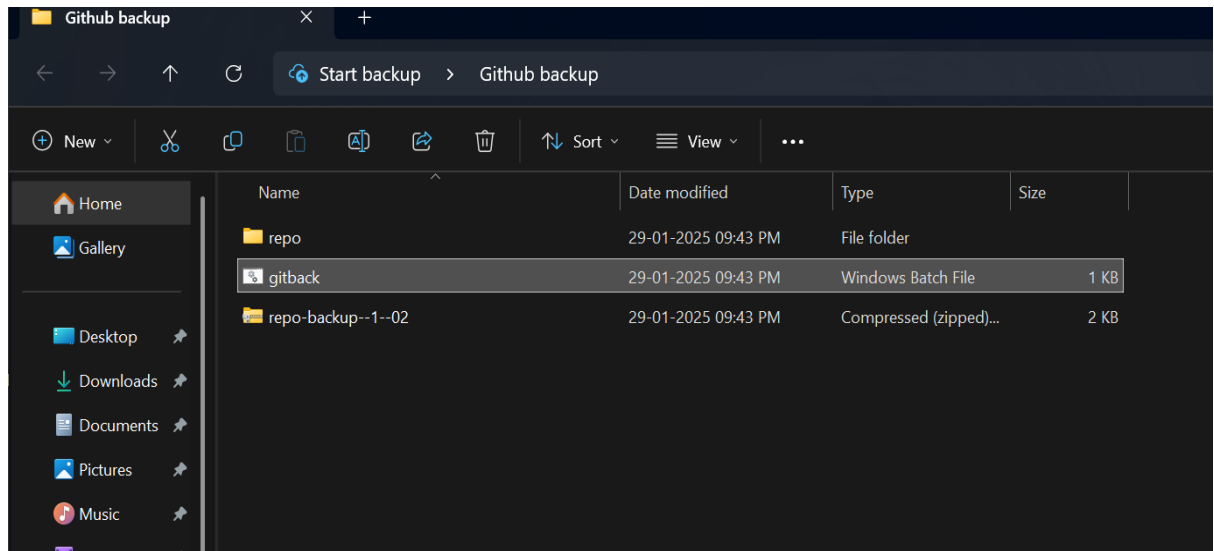 Github backup
Start backup > Github backup
New Sort View
Name Date modified Type Size
Home
Gallery
Desktop
Downloads
Documents
Pictures
Music
repo 29-01-2025 09:43 PM File folder
gitback 29-01-2025 09:43 PM Windows Batch File 1 KB
repo-backup--1--02 29-01-2025 09:43 PM Compressed (zipped)... 2 KB